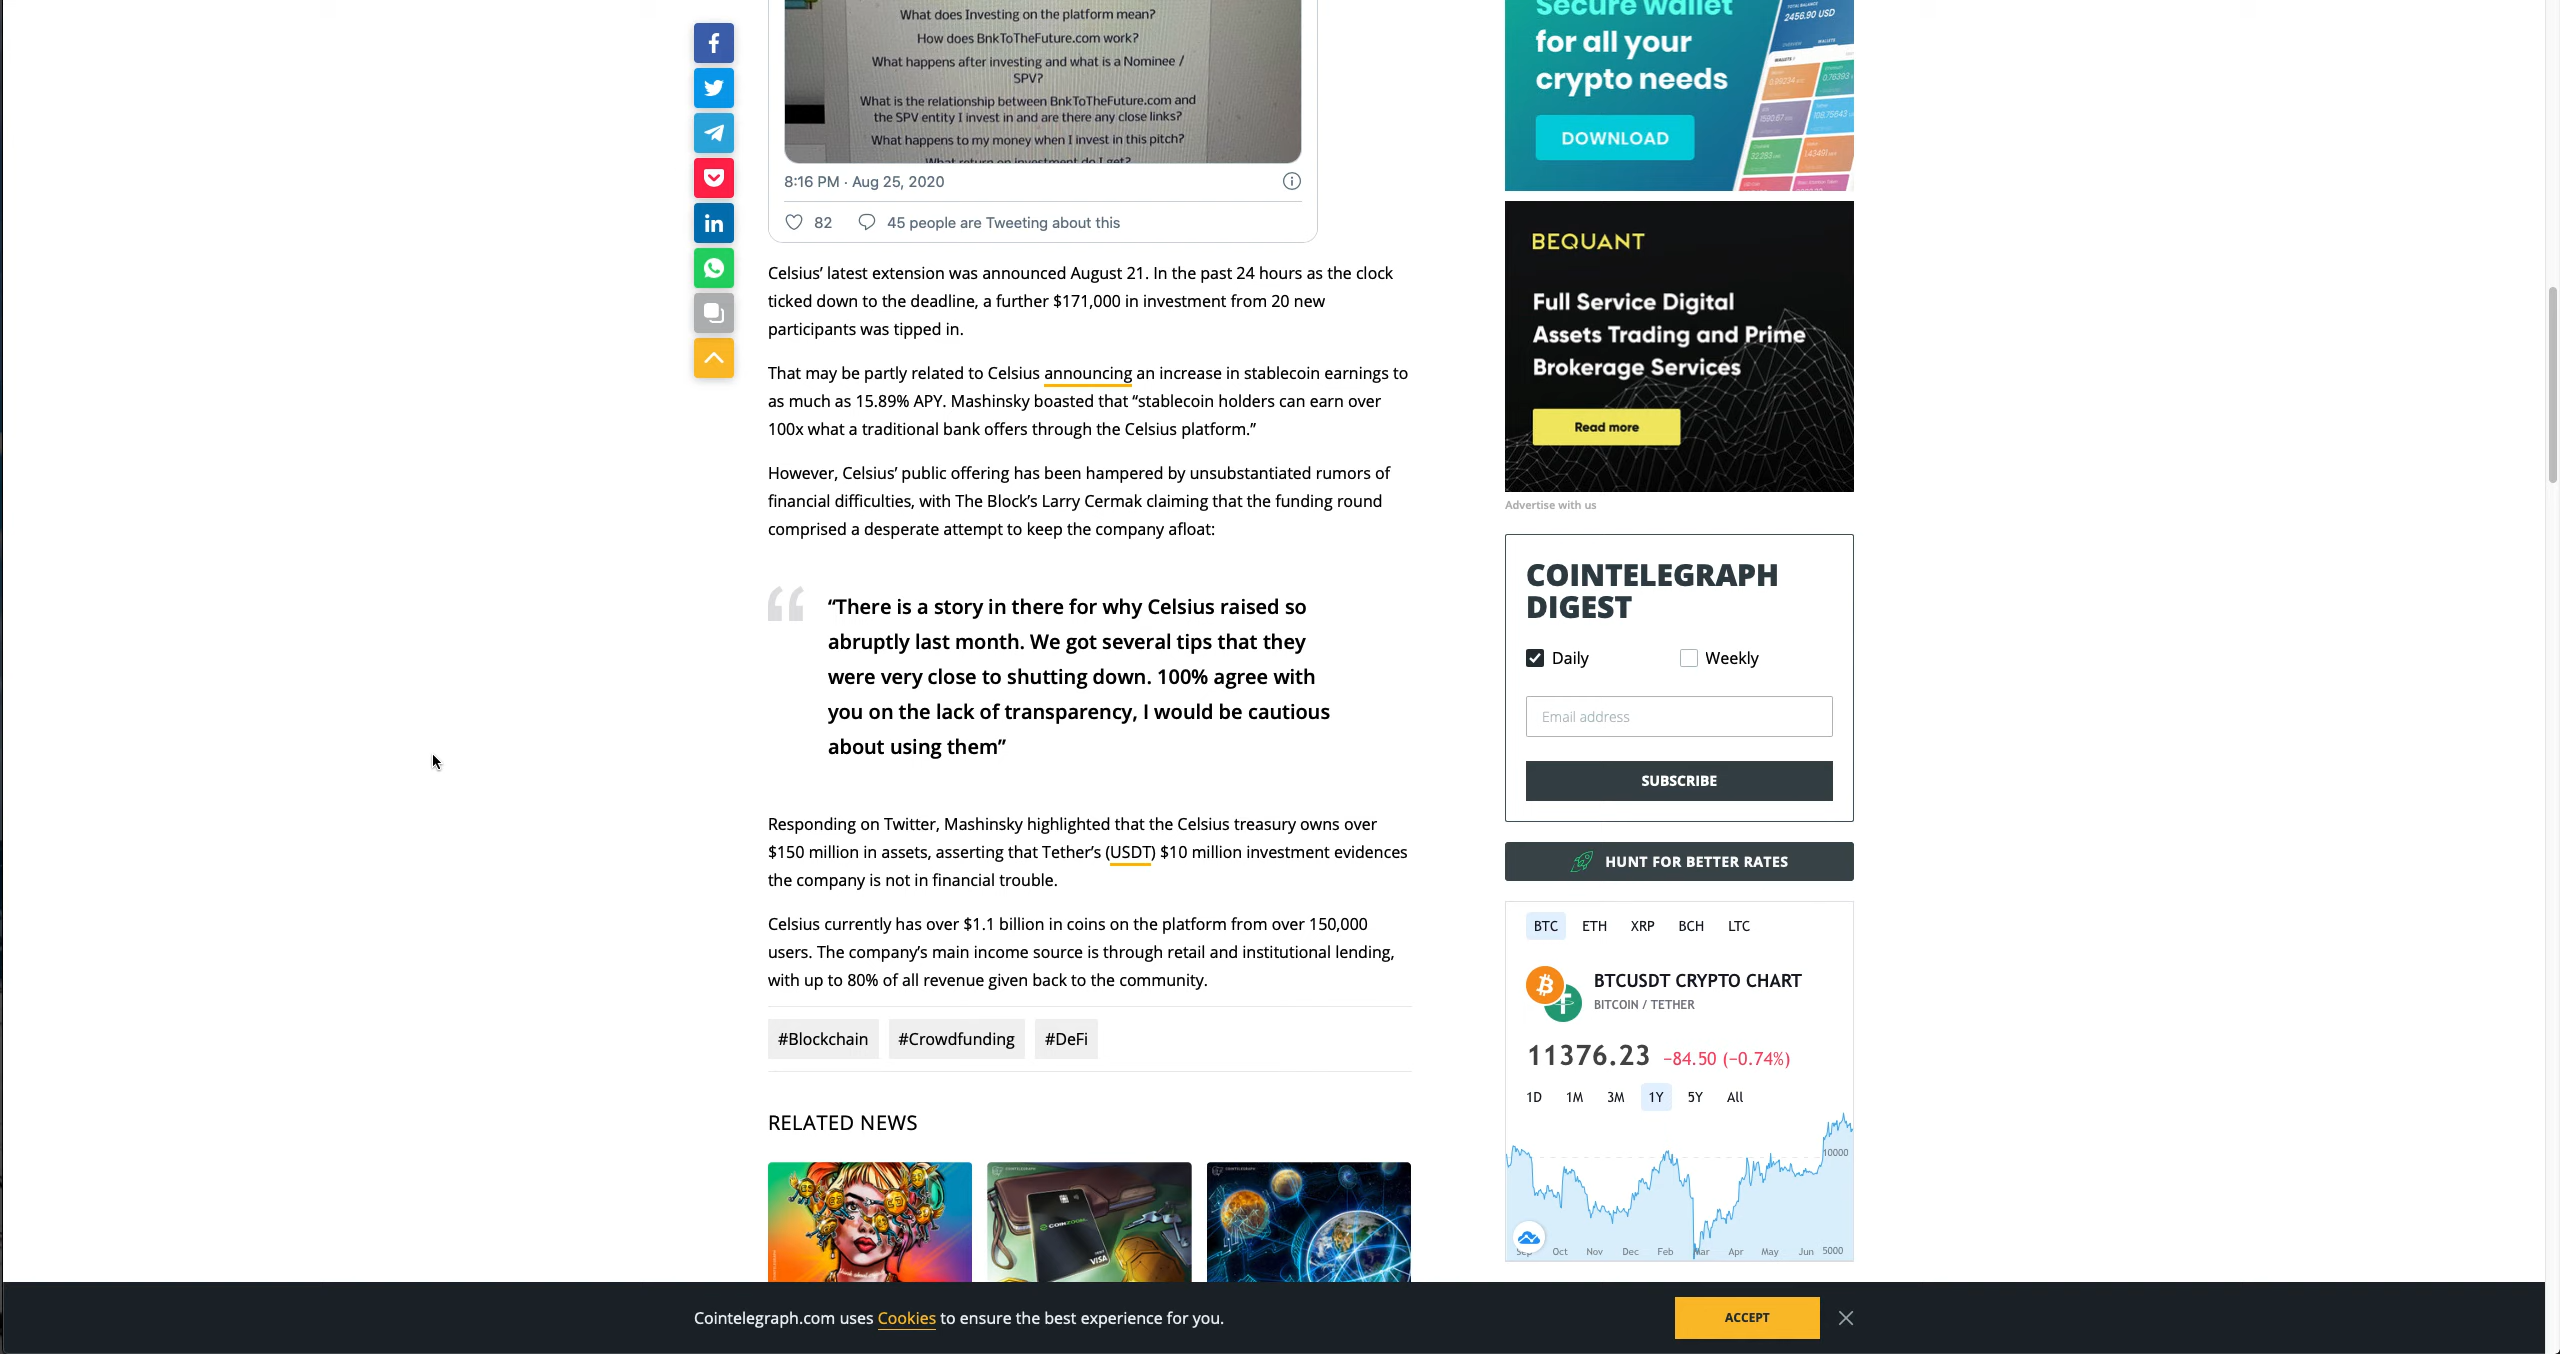 What does Investing on the platform mean?
How does BnkToTheFuture.com work?
What happens after investing and what is a Nominee /
SPV?
What is the relationship between BnkToTheFuture.com and
the SPV entity I invest in and are there any close links?
What happens to my money when I invest in this pitch?
What return on investment do I get?
8:16 PM · Aug 25, 2020
82 45 people are Tweeting about this
Celsius’ latest extension was announced August 21. In the past 24 hours as the clock
ticked down to the deadline, a further $171,000 in investment from 20 new
participants was tipped in.
That may be partly related to Celsius announcing an increase in stablecoin earnings to
as much as 15.89% APY. Mashinsky boasted that “stablecoin holders can earn over
100x what a traditional bank offers through the Celsius platform.”
However, Celsius’ public offering has been hampered by unsubstantiated rumors of
financial difficulties, with The Block’s Larry Cermak claiming that the funding round
comprised a desperate attempt to keep the company afloat:
“There is a story in there for why Celsius raised so
abruptly last month. We got several tips that they
were very close to shutting down. 100% agree with
you on the lack of transparency, I would be cautious
about using them”
Responding on Twitter, Mashinsky highlighted that the Celsius treasury owns over
$150 million in assets, asserting that Tether’s (USDT) $10 million investment evidences
the company is not in financial trouble.
Celsius currently has over $1.1 billion in coins on the platform from over 150,000
users. The company’s main income source is through retail and institutional lending,
with up to 80% of all revenue given back to the community.
#Blockchain #Crowdfunding #DeFi
RELATED NEWS
COINZOOM
VISA
Secure wallet
for all your
crypto needs
DOWNLOAD
TOTAL BALANCE
2456.90 USD
WALLETS
BEQUANT
Full Service Digital
Assets Trading and Prime
Brokerage Services
Read more
Advertise with us
COINTELEGRAPH
DIGEST
Daily Weekly
Email address
SUBSCRIBE
HUNT FOR BETTER RATES
BTC ETH XRP BCH LTC
BTCUSDT CRYPTO CHART
BITCOIN / TETHER
11376.23 −84.50 (−0.74%)
1D 1M 3M 1Y 5Y All
10000
Sep Oct Nov Dec Feb Mar Apr May Jun 5000
Cointelegraph.com uses Cookies to ensure the best experience for you.
ACCEPT